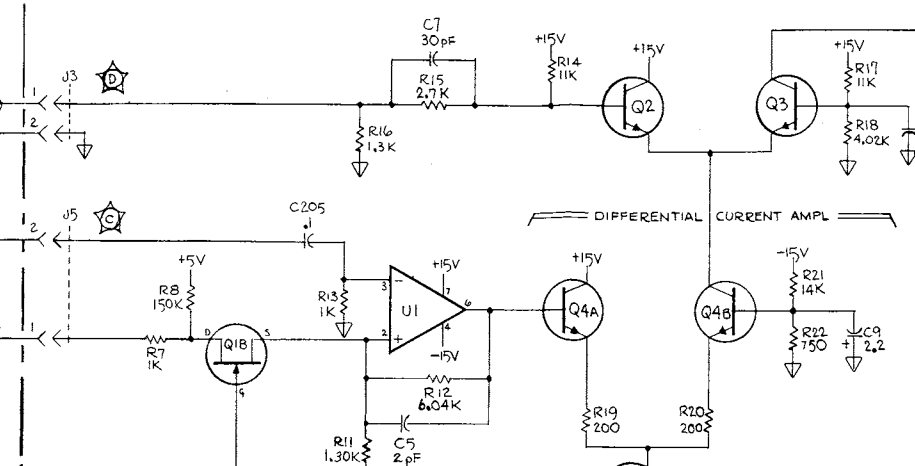 C7
30pF
+15V
+15V
+15V
J3
D
R14
11K
R17
11K
1
R15
2.7K
Q2
Q3
2
R16
1.3K
R18
4.02K
J5
C
C205
.1
DIFFERENTIAL CURRENT AMPL
2
+5V
+15V
+15V
-15V
R8
150K
R13
1K
3
-
7
U1
6
4
2
+
-15V
Q4A
Q4B
R21
14K
1
R7
1K
D
S
Q1B
G
R22
750
+
C9
2.2
R12
6.04K
R11
1.30K
C5
2pF
R19
200
R20
200